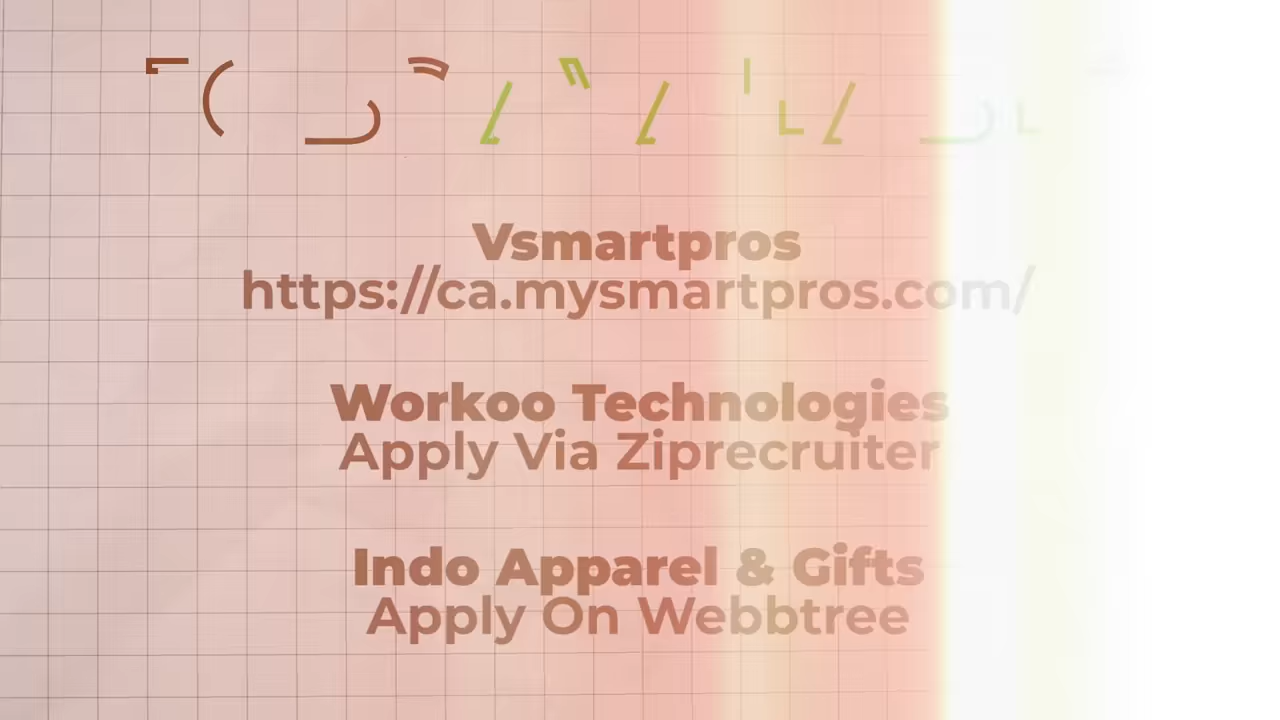 Vsmartpros
https://ca.mysmartpros.com/
Workoo Technologies
Apply Via Ziprecruiter
Indo Apparel & Gifts
Apply On Webbtree